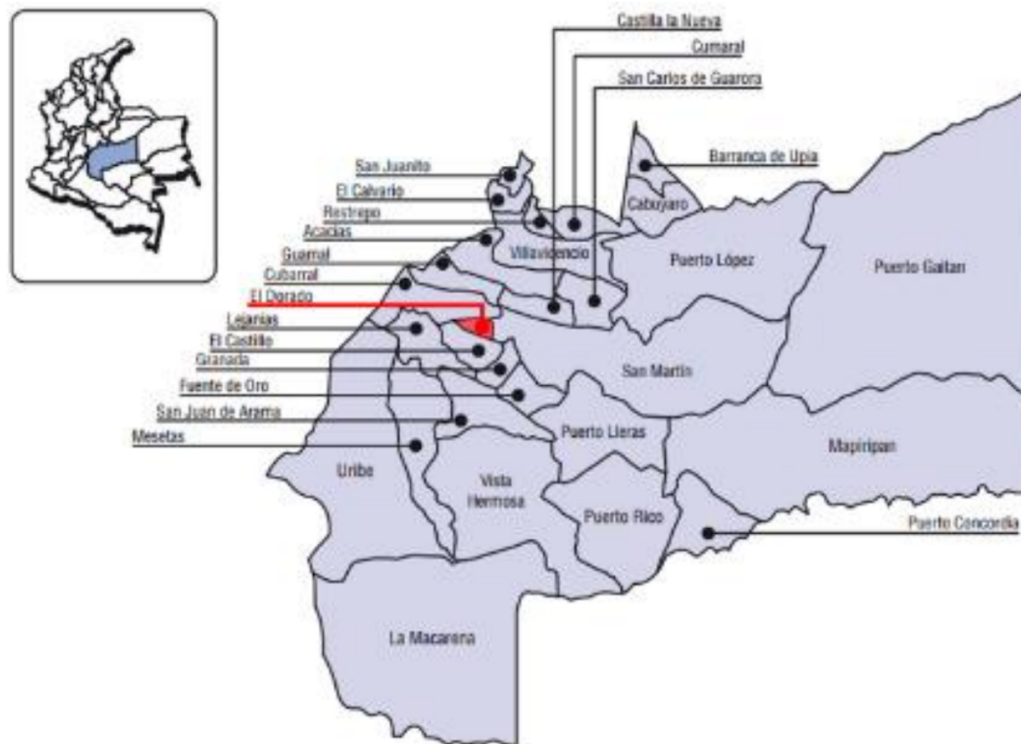 Castilla la Nueva
Cumaral
San Carlos de Guarora
San Juanito
Barranca de Upia
El Calvario
Cabuyaro
Restrepo
Acacias
Villavicencio
Guamal
Puerto López
Puerto Gaitan
Cubarral
El Dorado
Lejanias
El Castillo
Granada
San Martín
Fuente de Oro
San Juan de Arama
Puerto Lleras
Mesetas
Mapiripan
Uribe
Vista
Hermosa
Puerto Rico
Puerto Concordia
La Macarena